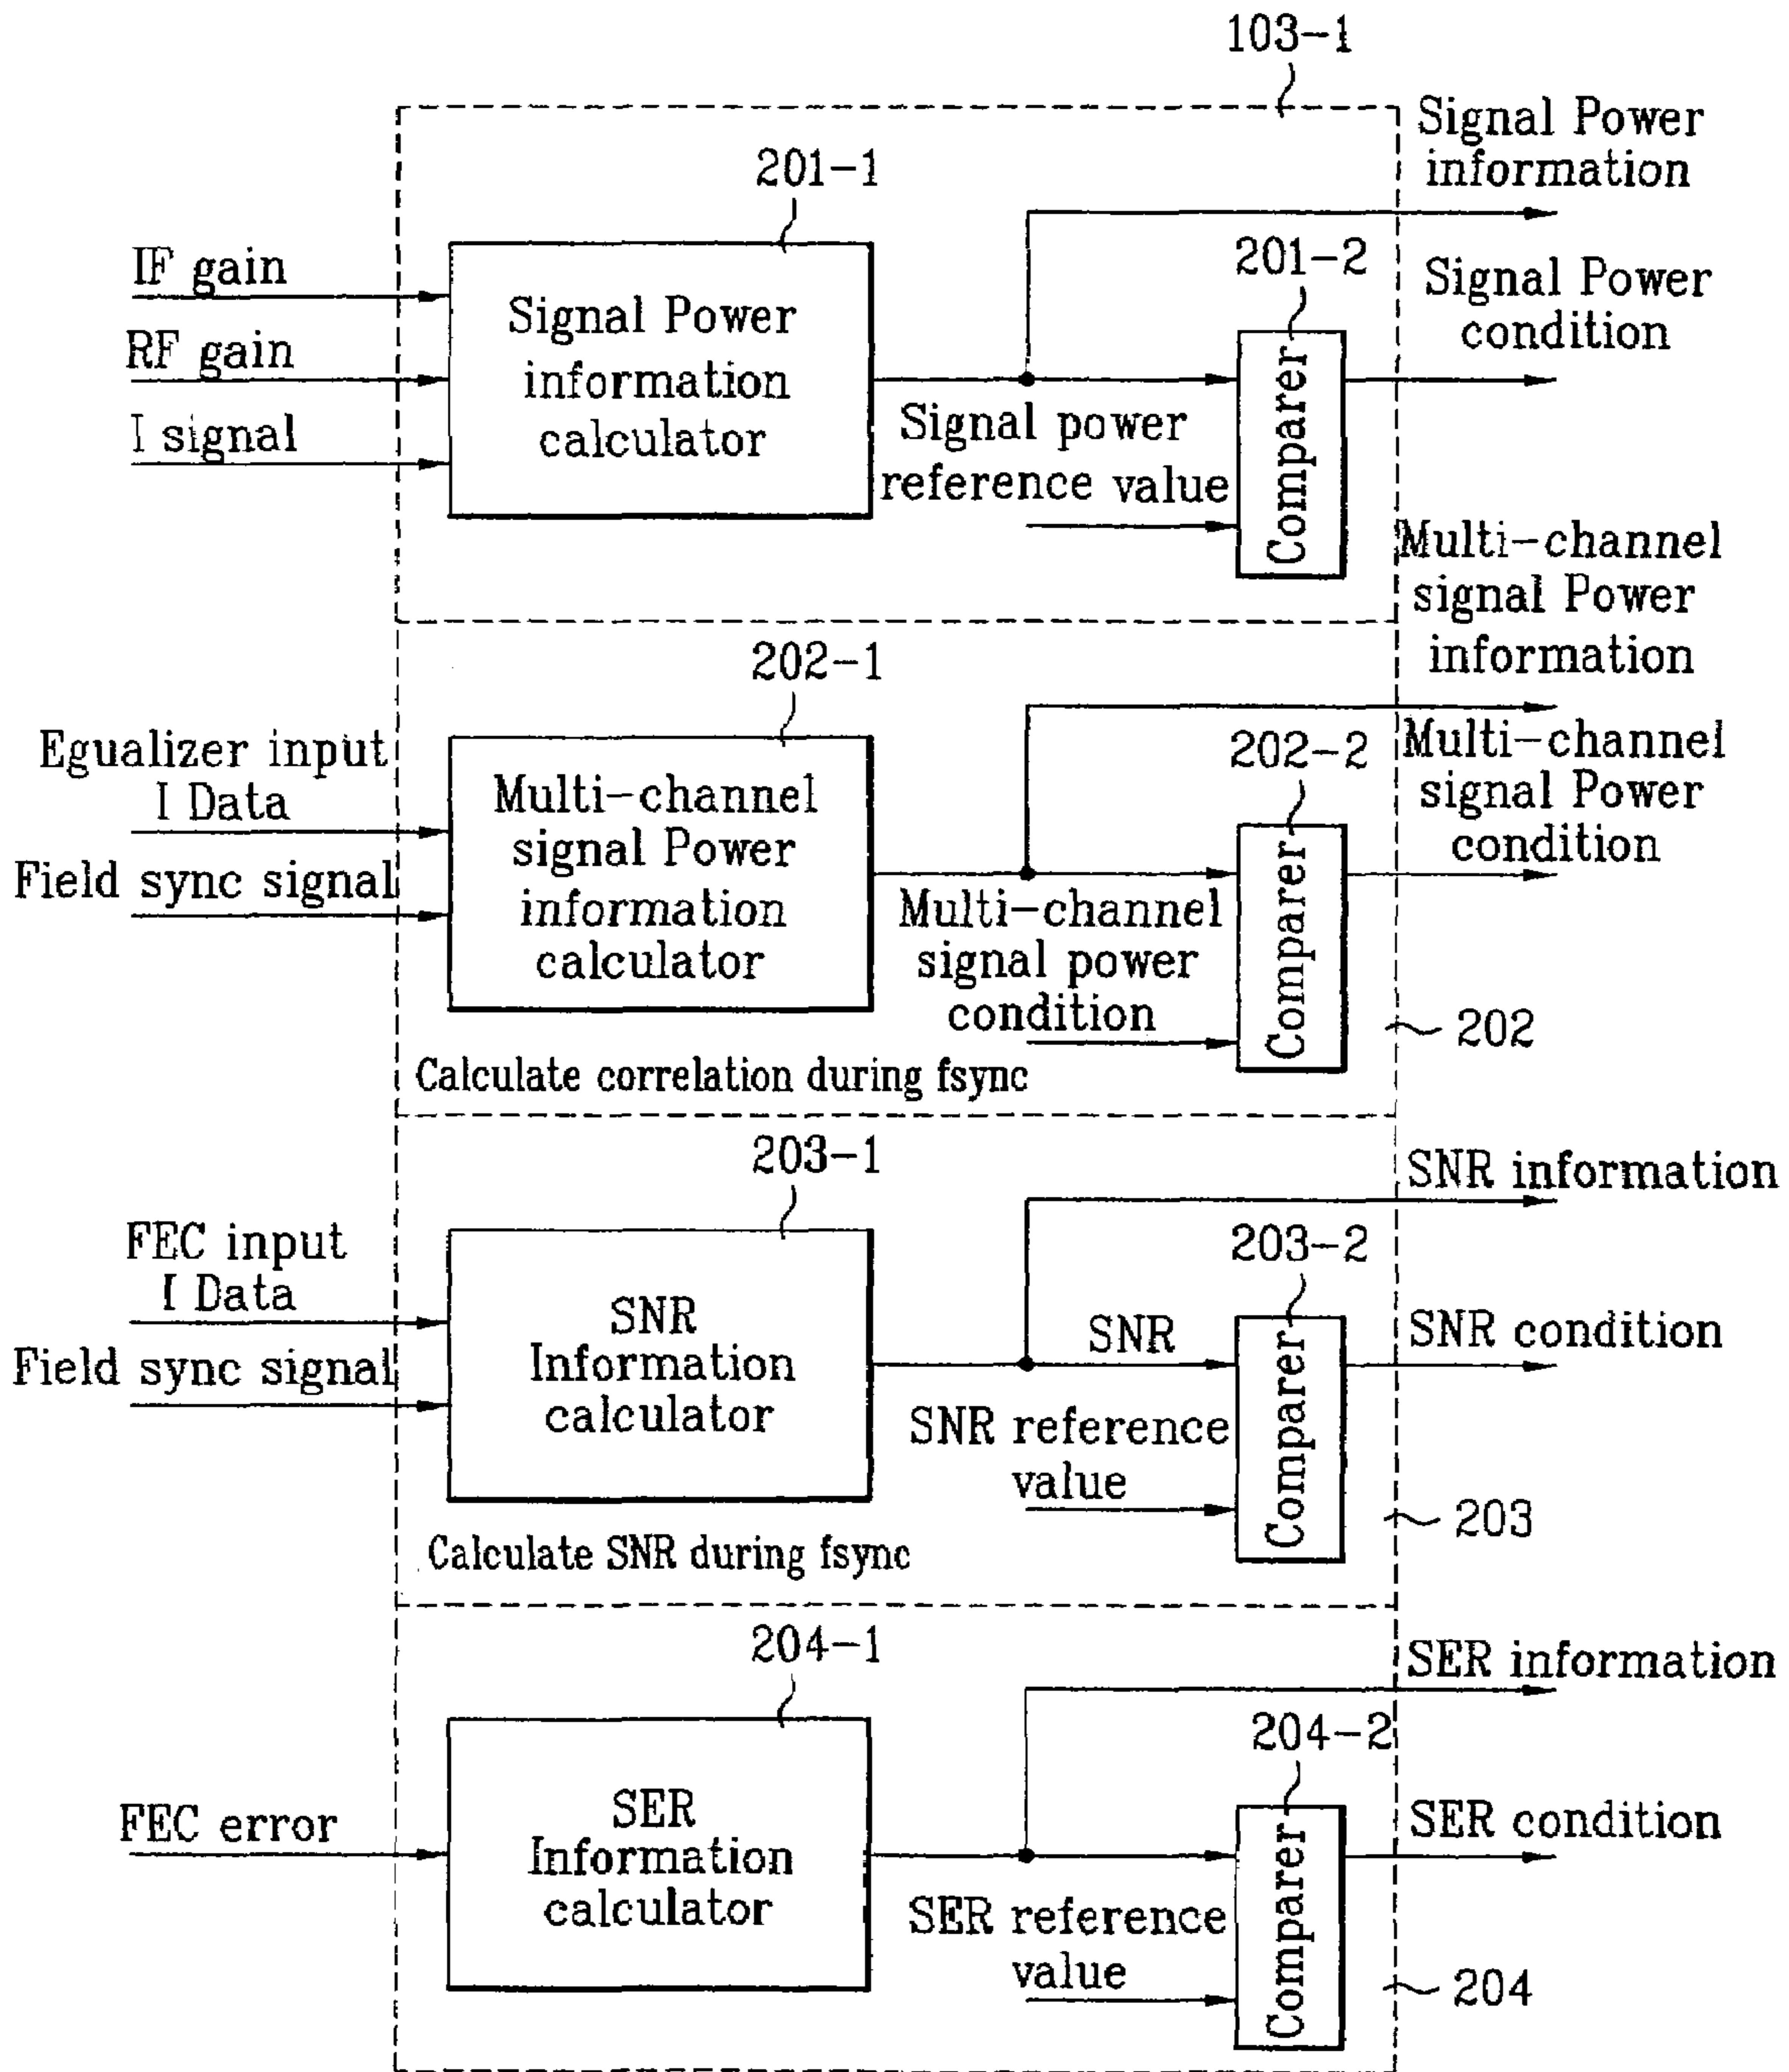 103-1
Signal Power
information
201-1
IF gain
RF gain
I signal
Signal Power
information
calculator
201-2
Signal Power
condition
Signal power
reference value
Comparer
Multi-channel
signal Power
information
202-1
Egualizer input
I Data
Field sync signal
Multi-channel
signal Power
information
calculator
202-2
Multi-channel
signal Power
condition
Multi-channel
signal power
condition
Comparer
202
Calculate correlation during fsync
203-1
SNR information
FEC input
I Data
Field sync signal
SNR
Information
calculator
203-2
SNR
SNR condition
SNR reference
value
Comparer
203
Calculate SNR during fsync
204-1
SER information
FEC error
SER
Information
calculator
204-2
SER condition
SER reference
value
Comparer
204